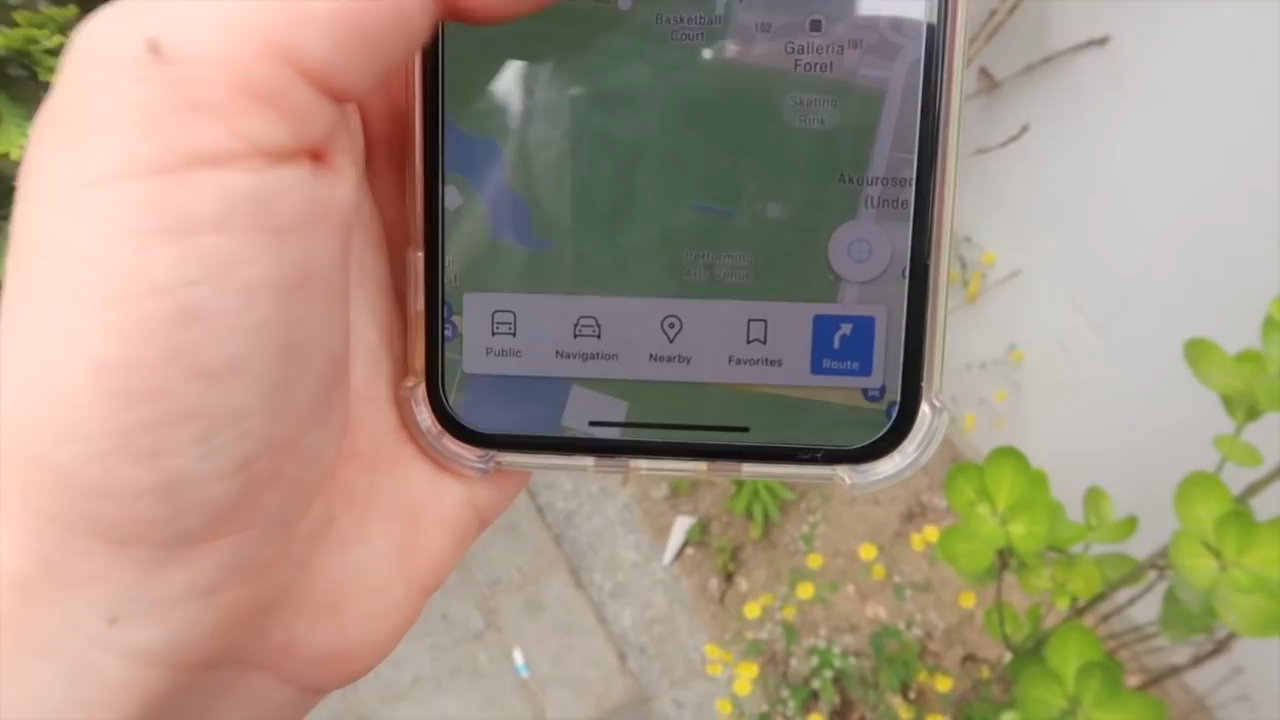 Basketball
Court
102
Galleria
Foret
181
Skating
Rink
Akeurosed
(Unde
Performing
Arts Venue
Public
Navigation
Nearby
Favorites
Route